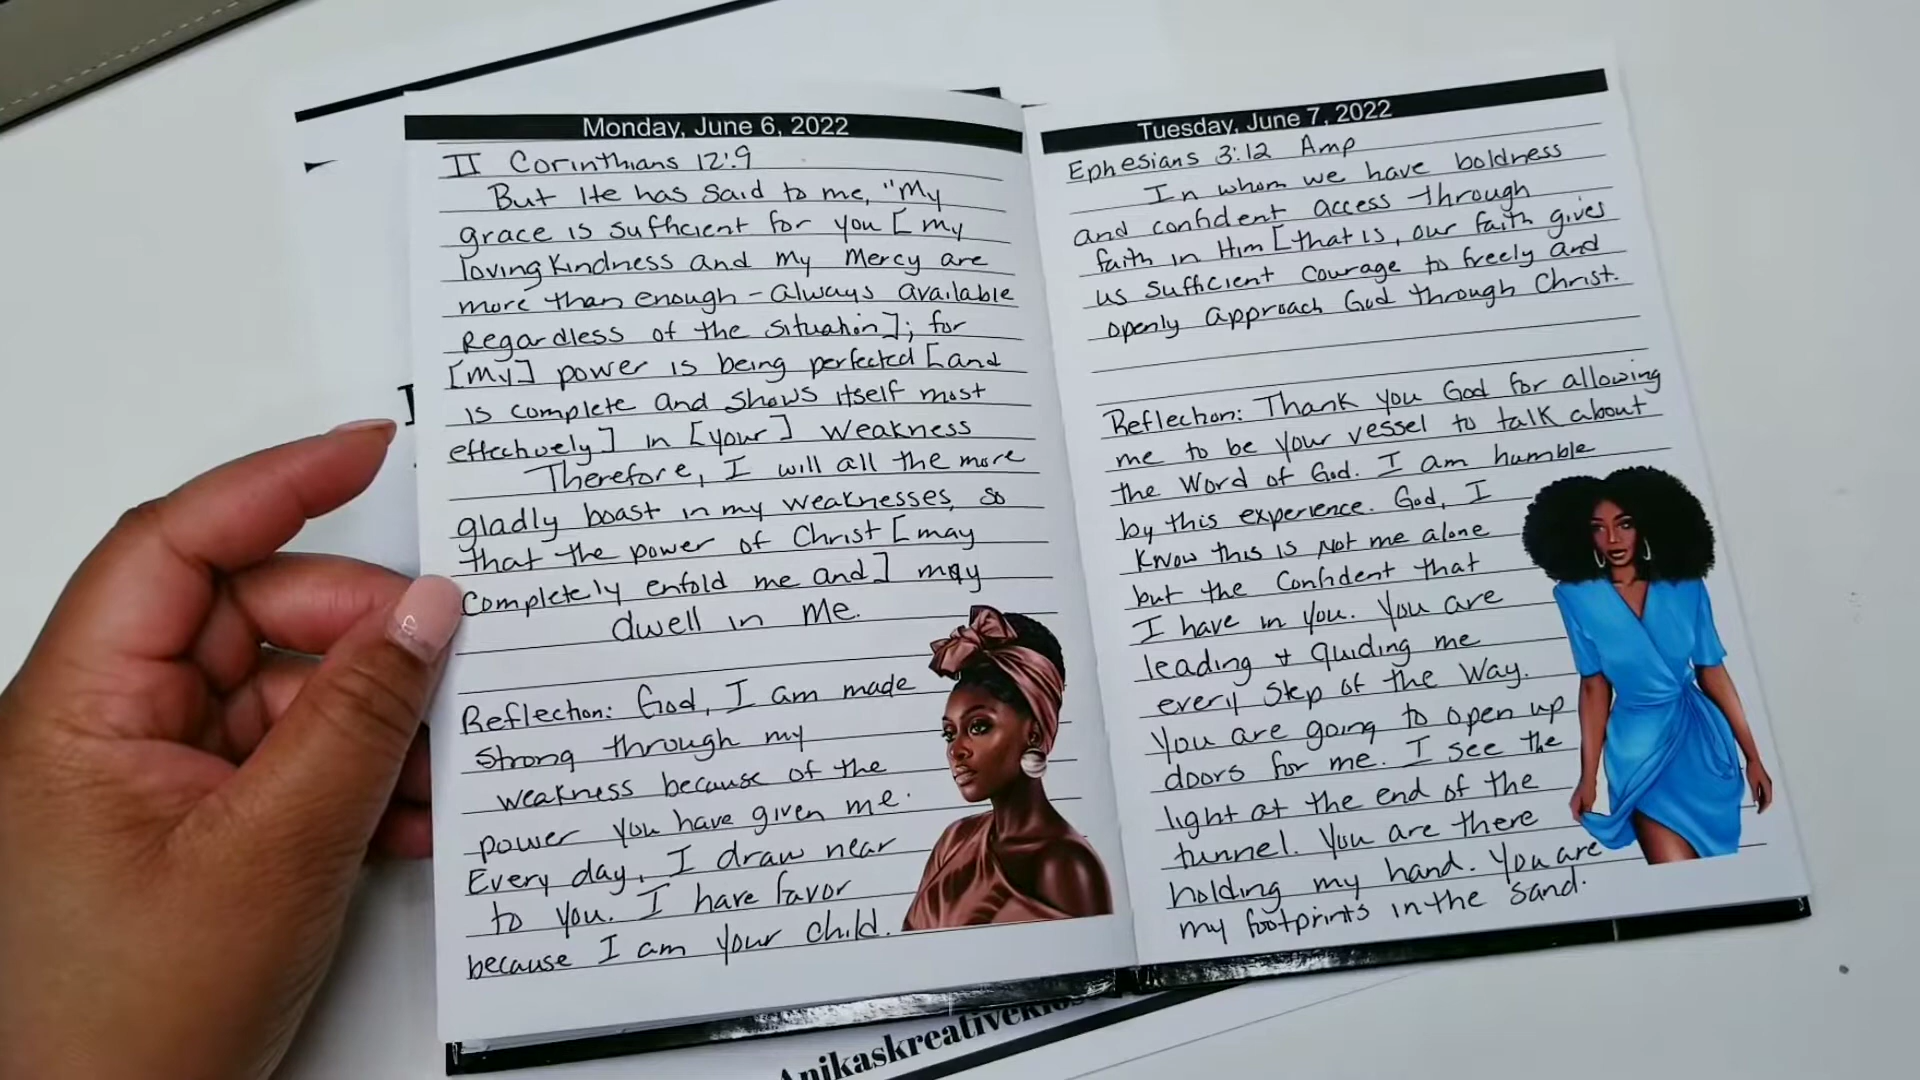 Monday, June 6, 2022
II Corinthians 12:9
But He has said to me, "My
grace is sufficient for you [my
lovingkindness and my Mercy are
more than enough - always available
Regardless of the situation]; for
[my] power is being perfected [and
is complete and shows itself most
effectively] in [your] weakness
Therefore, I will all the more
gladly boast in my weaknesses, so
that the power of Christ [may
completely enfold me and] may
dwell in me.
Reflection: God, I am made
strong through my
weakness because of the
power you have given me.
Every day, I draw near
to you. I have favor
because I am your child.
Tuesday, June 7, 2022
Ephesians 3:12 Amp
In whom we have boldness
and confident access through
faith in Him [that is, our faith gives
us sufficient courage to freely and
openly approach God through Christ.
Reflection: Thank you God for allowing
me to be your vessel to talk about
the Word of God. I am humble
by this experience. God, I
know this is not me alone
but the confident that
I have in you. You are
leading + guiding me
every step of the way.
You are going to open up
doors for me. I see the
light at the end of the
tunnel. You are there
holding my hand. You are
my footprints in the sand.